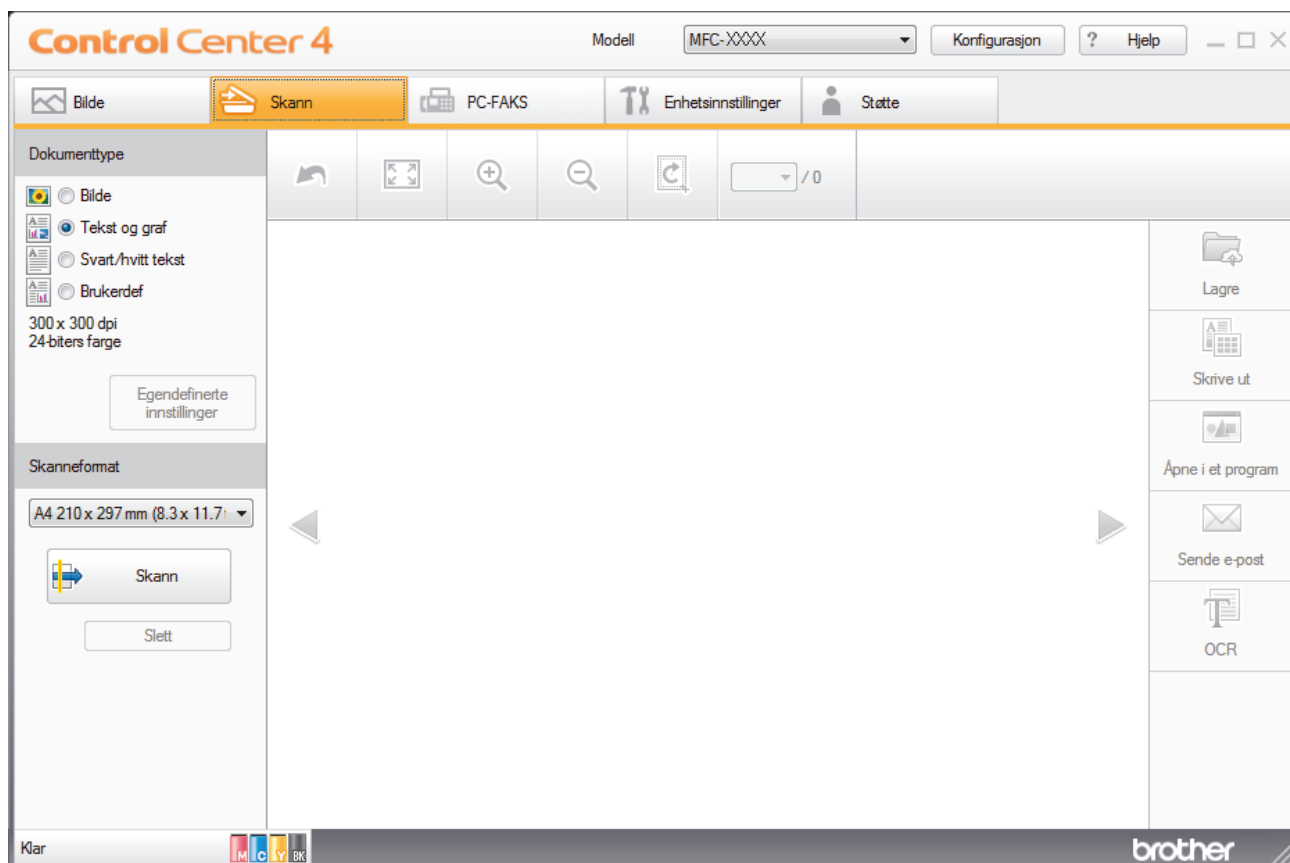 Control Center 4
Modell
MFC-XXXX
Konfigurasjon
? Hjelp
Bilde
Skann
PC-FAKS
Enhetsinnstillinger
Støtte
Dokumenttype
Bilde
Tekst og graf
Svart/hvitt tekst
Brukerdef
300 x 300 dpi
24-biters farge
Egendefinerte
innstillinger
Skanneformat
A4 210 x 297 mm (8.3 x 11.7
Skann
Slett
/ 0
Lagre
Skrive ut
Åpne i et program
Sende e-post
OCR
Klar
M C Y BK
brother